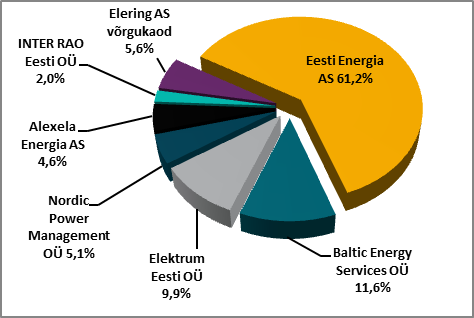 Elering AS
võrgukaod
5,6%
INTER RAO
Eesti OÜ
2,0%
Eesti Energia
AS 61,2%
Alexela
Energia AS
4,6%
Nordic
Power
Management
OÜ 5,1%
Elektrum
Eesti OÜ
9,9%
Baltic Energy
Services OÜ
11,6%